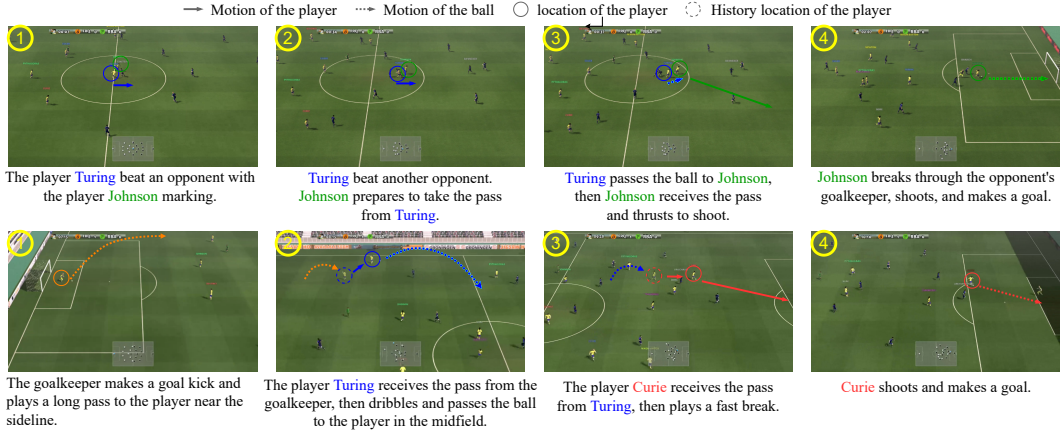 Motion of the player Motion of the ball location of the player History location of the player
1
2
3
4
The player Turing beat an opponent with
the player Johnson marking.
Turing beat another opponent.
Johnson prepares to take the pass
from Turing.
Turing passes the ball to Johnson,
then Johnson receives the pass
and thrusts to shoot.
Johnson breaks through the opponent's
goalkeeper, shoots, and makes a goal.
1
2
3
4
The goalkeeper makes a goal kick and
plays a long pass to the player near the
sideline.
The player Turing receives the pass from the
goalkeeper, then dribbles and passes the ball
to the player in the midfield.
The player Curie receives the pass
from Turing, then plays a fast break.
Curie shoots and makes a goal.